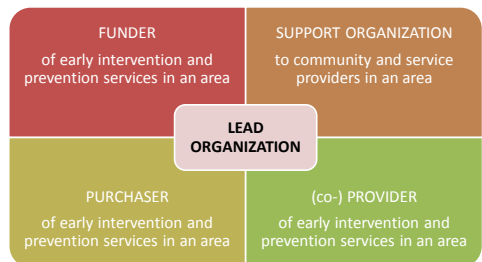 FUNDER
of early intervention and
prevention services in an area
SUPPORT ORGANIZATION
to community and service
providers in an area
LEAD
ORGANIZATION
PURCHASER
of early intervention and
prevention services in an area
(co-) PROVIDER
of early intervention and
prevention services in an area